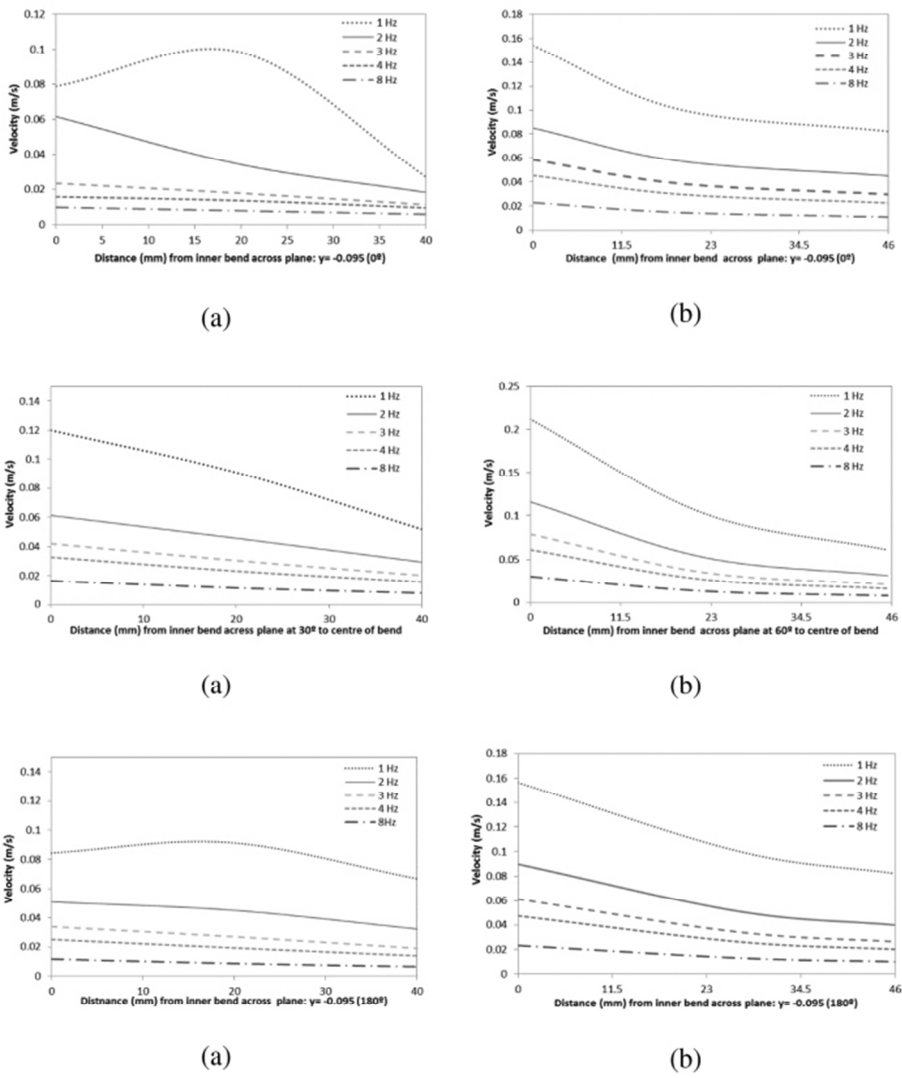 0.12
0.1
0.08
0.06
0.04
0.02
0
Velocity (m/s)
1 Hz
2 Hz
3 Hz
4 Hz
8 Hz
0 5 10 15 20 25 30 35 40
Distance (mm) from inner bend across plane: y= -0.095 (0º)
(a)
0.18
0.16
0.14
0.12
0.1
0.08
0.06
0.04
0.02
0
Velocity (m/s)
1 Hz
2 Hz
3 Hz
4 Hz
8 Hz
0 11.5 23 34.5 46
Distance (mm) from inner bend across plane: y= -0.095 (0º)
(b)
0.14
0.12
0.1
0.08
0.06
0.04
0.02
0
Velocity (m/s)
1 Hz
2 Hz
3 Hz
4 Hz
8 Hz
0 10 20 30 40
Distance (mm) from inner bend acress plane at 30º to centre of bend
(a)
0.25
0.2
0.15
0.1
0.05
0
Velocity (m/s)
1 Hz
2 Hz
3 Hz
4 Hz
8 Hz
0 11.5 23 34.5 46
Distance (mm) from inner bend across plane at 60º to centre of bend
(b)
0.14
0.12
0.1
0.08
0.06
0.04
0.02
0
Velocity (m/s)
1 Hz
2 Hz
3 Hz
4 Hz
8Hz
0 10 20 30 40
Distnance (mm) from inner bend across plane: y= -0.095 (180º)
(a)
0.18
0.16
0.14
0.12
0.1
0.08
0.06
0.04
0.02
0
Velocity (m/s)
1 Hz
2 Hz
3 Hz
4 Hz
8 Hz
0 11.5 23 34.5 46
Distance (mm) from inner bend across plane: y= -0.095 (180º)
(b)